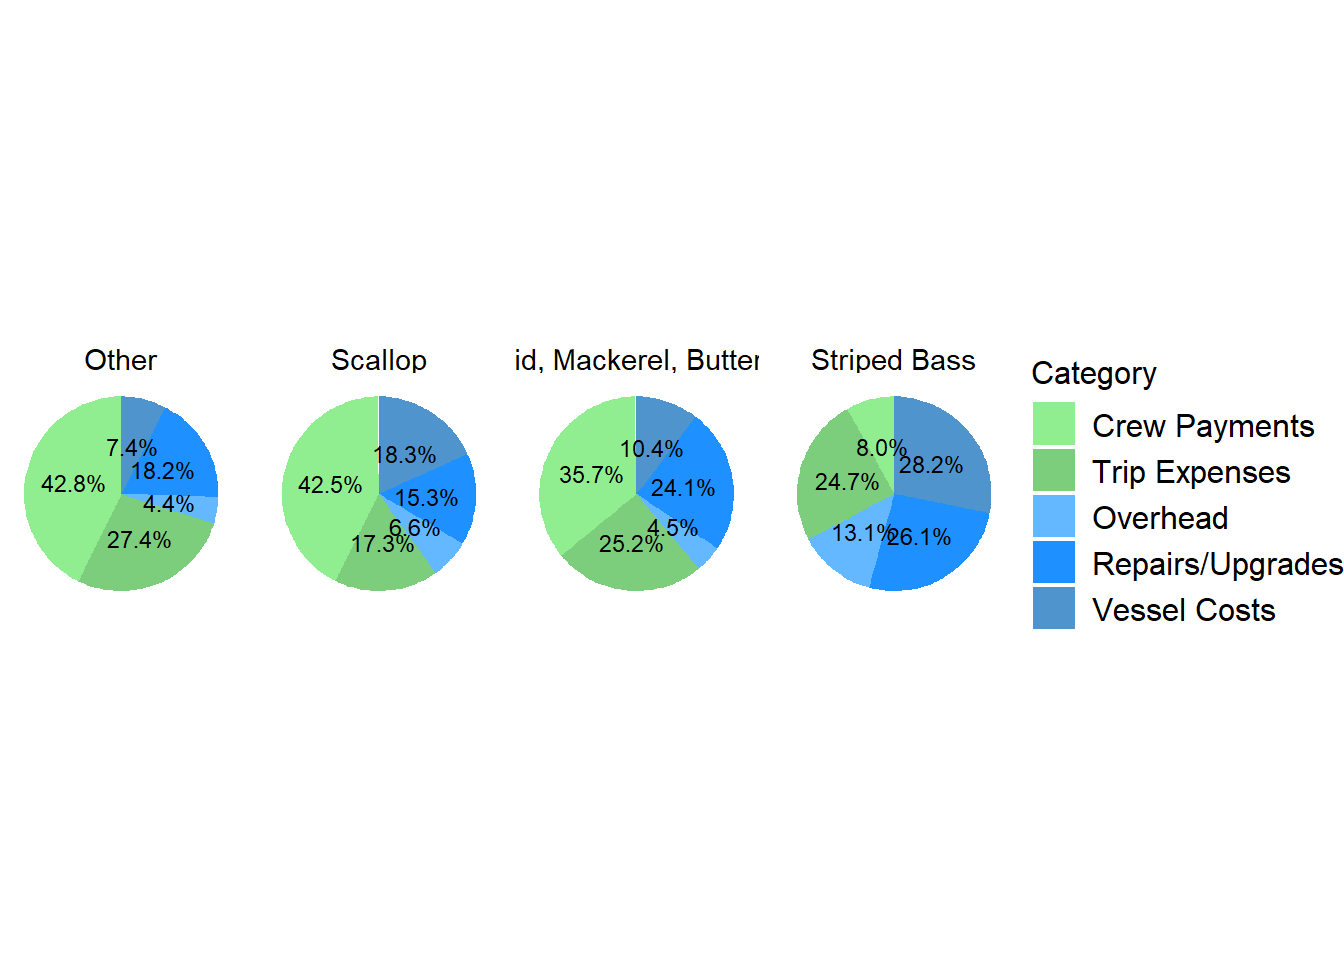 Other
7.4%
18.2%
42.8%
4.4%
27.4%
Scallop
18.3%
42.5%
15.3%
6.6%
17.3%
id, Mackerel, Butter
10.4%
35.7%
24.1%
4.5%
25.2%
Striped Bass
8.0%
28.2%
24.7%
13.1%
26.1%
Category
Crew Payments
Trip Expenses
Overhead
Repairs/Upgrades
Vessel Costs